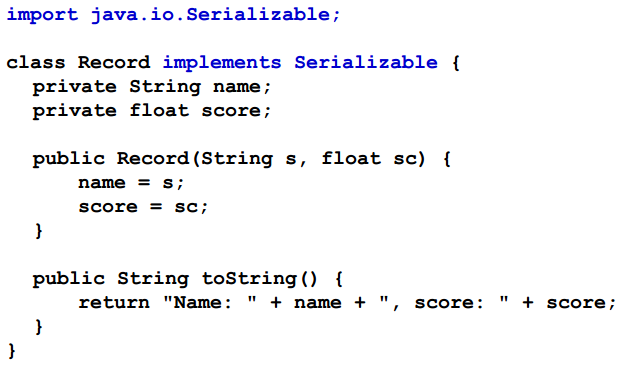 import java.io.Serializable;
class Record implements Serializable {
private String name;
private float score;
public Record(String s, float sc) {
name = s;
score = sc;
}
public String toString() {
return "Name: " + name + ", score: " + score;
}
}